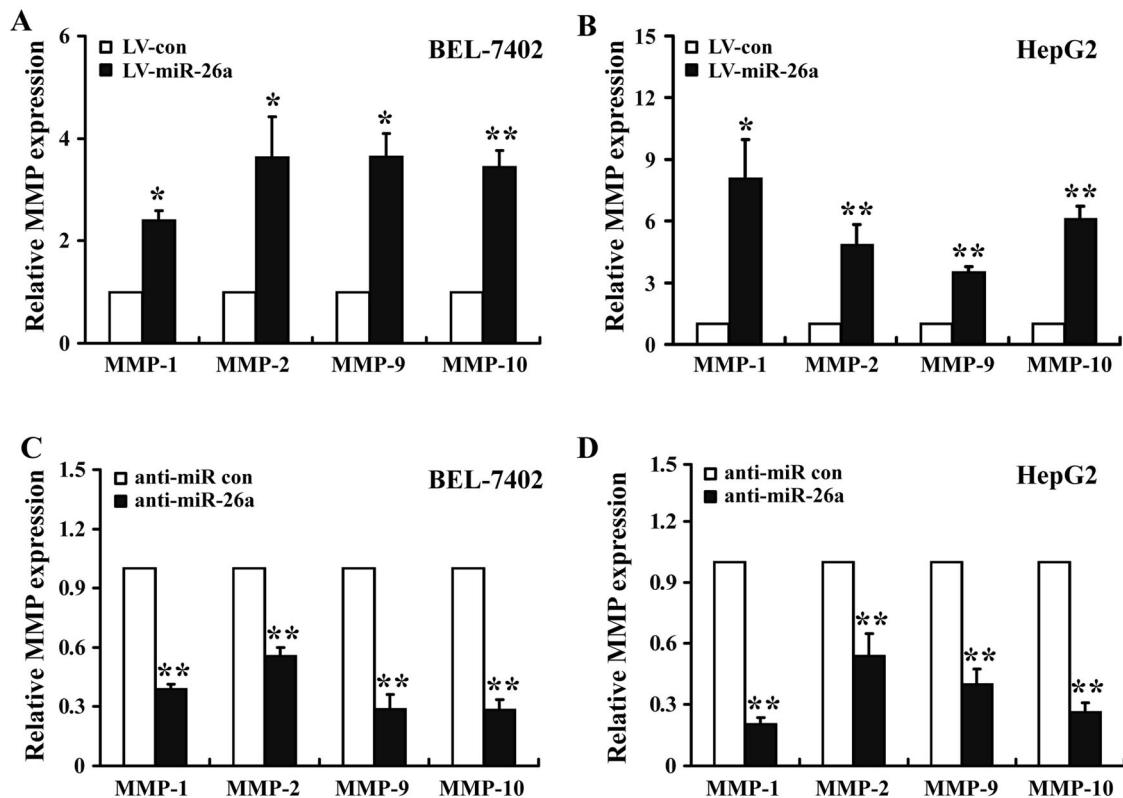 A
BEL-7402
LV-con
LV-miR-26a
Relative MMP expression
6
4
2
0
*
*
*
**
MMP-1
MMP-2
MMP-9
MMP-10
B
HepG2
LV-con
LV-miR-26a
Relative MMP expression
15
12
9
6
3
0
*
**
**
**
MMP-1
MMP-2
MMP-9
MMP-10
C
BEL-7402
anti-miR con
anti-miR-26a
Relative MMP expression
1.5
1.2
0.9
0.6
0.3
0
**
**
**
**
MMP-1
MMP-2
MMP-9
MMP-10
D
HepG2
anti-miR con
anti-miR-26a
Relative MMP expression
1.5
1.2
0.9
0.6
0.3
0
**
**
**
**
MMP-1
MMP-2
MMP-9
MMP-10